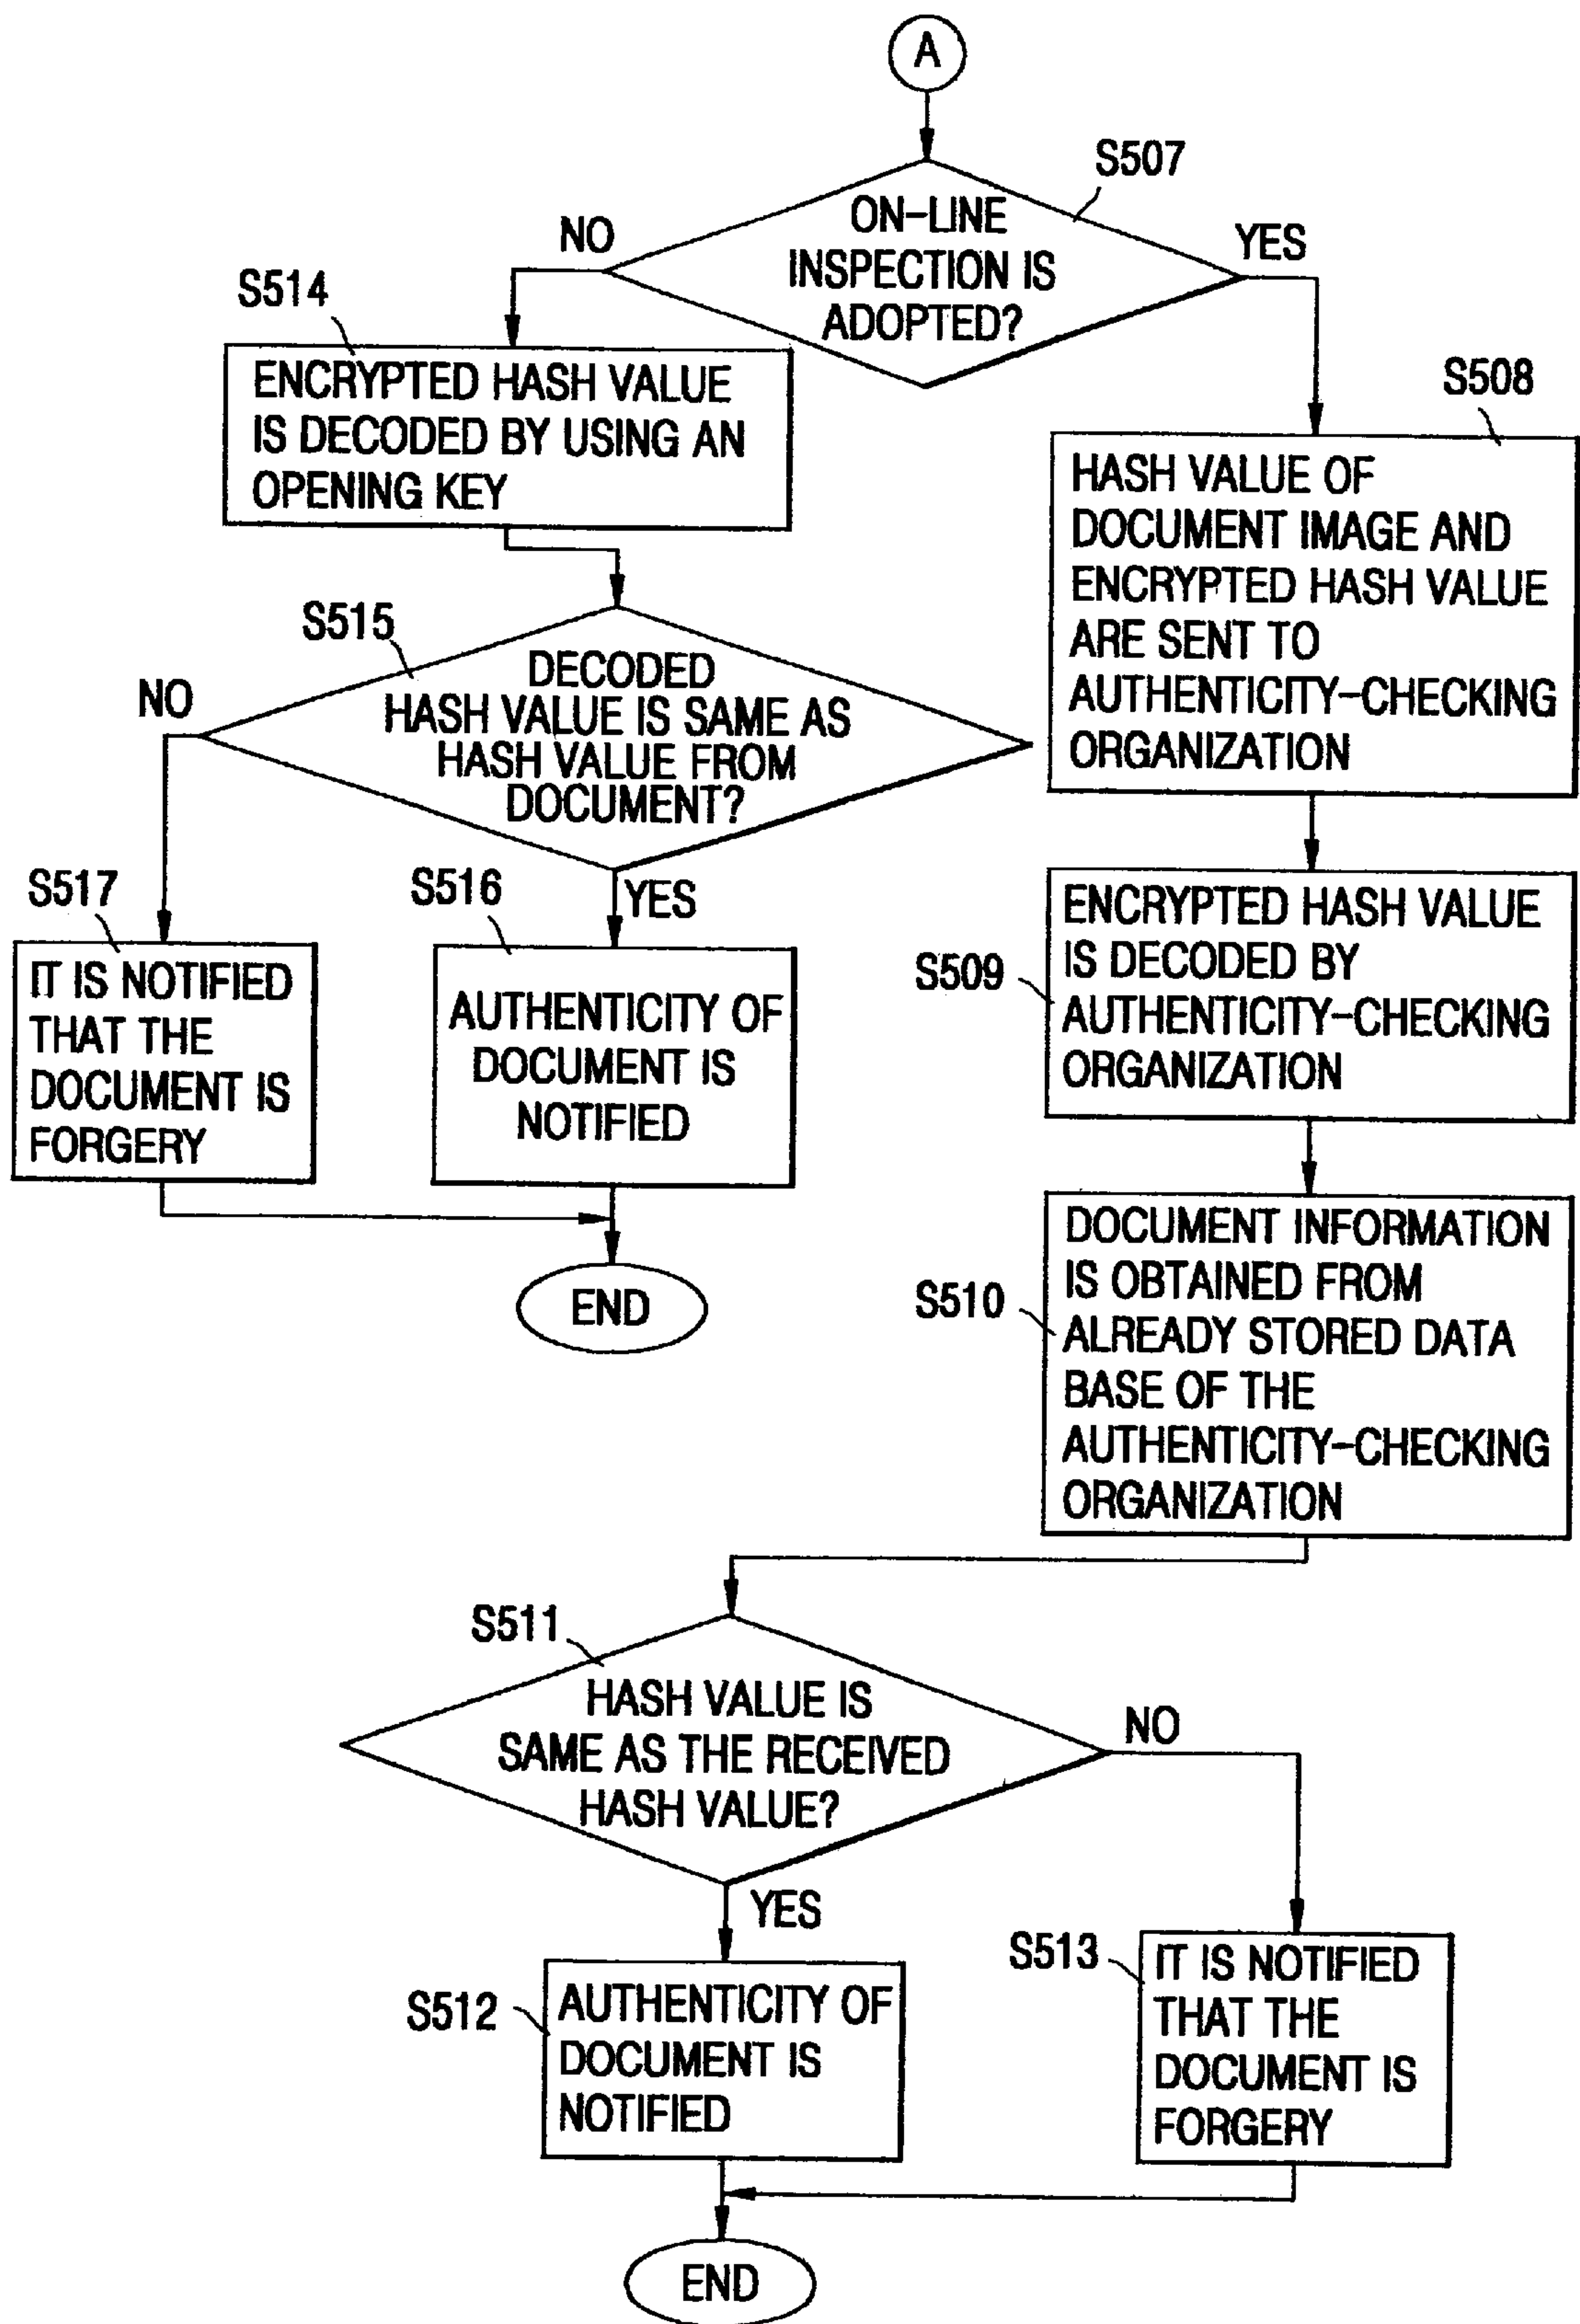 A
S507
ON-LINE
INSPECTION IS
ADOPTED?
NO
YES
S514
ENCRYPTED HASH VALUE
IS DECODED BY USING AN
OPENING KEY
S515
DECODED
HASH VALUE IS SAME AS
HASH VALUE FROM
DOCUMENT?
NO
YES
S517
IT IS NOTIFIED
THAT THE
DOCUMENT IS
FORGERY
S516
AUTHENTICITY OF
DOCUMENT IS
NOTIFIED
END
S508
HASH VALUE OF
DOCUMENT IMAGE AND
ENCRYPTED HASH VALUE
ARE SENT TO
AUTHENTICITY-CHECKING
ORGANIZATION
S509
ENCRYPTED HASH VALUE
IS DECODED BY
AUTHENTICITY-CHECKING
ORGANIZATION
S510
DOCUMENT INFORMATION
IS OBTAINED FROM
ALREADY STORED DATA
BASE OF THE
AUTHENTICITY-CHECKING
ORGANIZATION
S511
HASH VALUE IS
SAME AS THE RECEIVED
HASH VALUE?
NO
YES
S512
AUTHENTICITY OF
DOCUMENT IS
NOTIFIED
S513
IT IS NOTIFIED
THAT THE
DOCUMENT IS
FORGERY
END